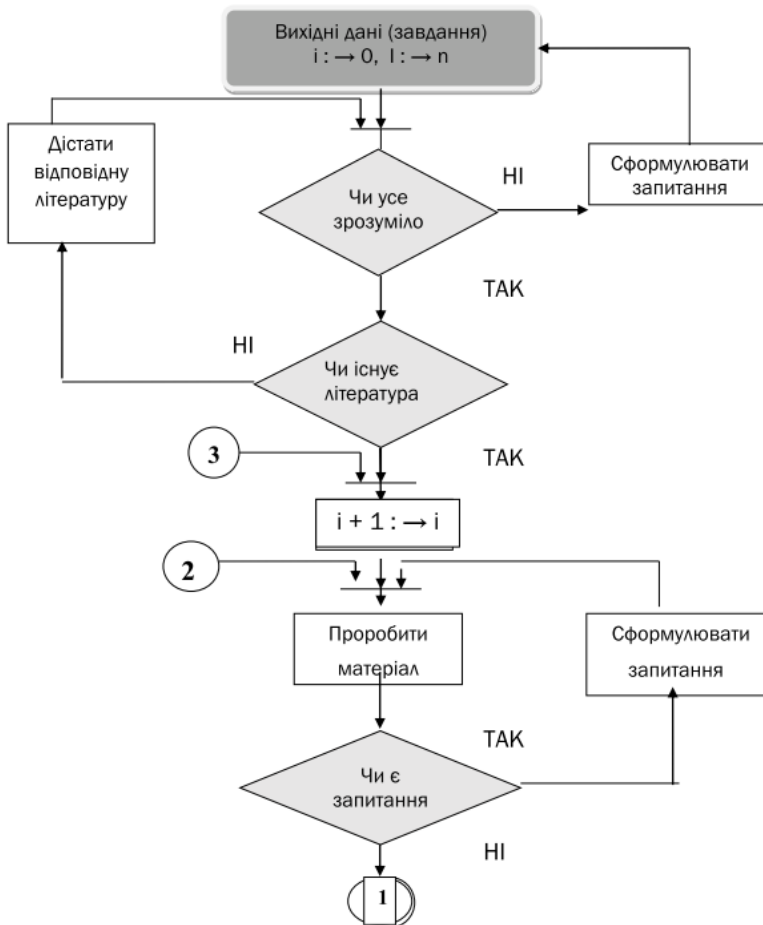 Вихідні дані (завдання)
i : → 0, I : → n
Дістати
відповідну
літературу
НІ
Сформулювати
запитання
Чи усе
зрозуміло
ТАК
НІ
Чи існує
література
3
ТАК
i + 1 : → i
2
Проробити
матеріал
Сформулювати
запитання
ТАК
Чи є
запитання
НІ
1